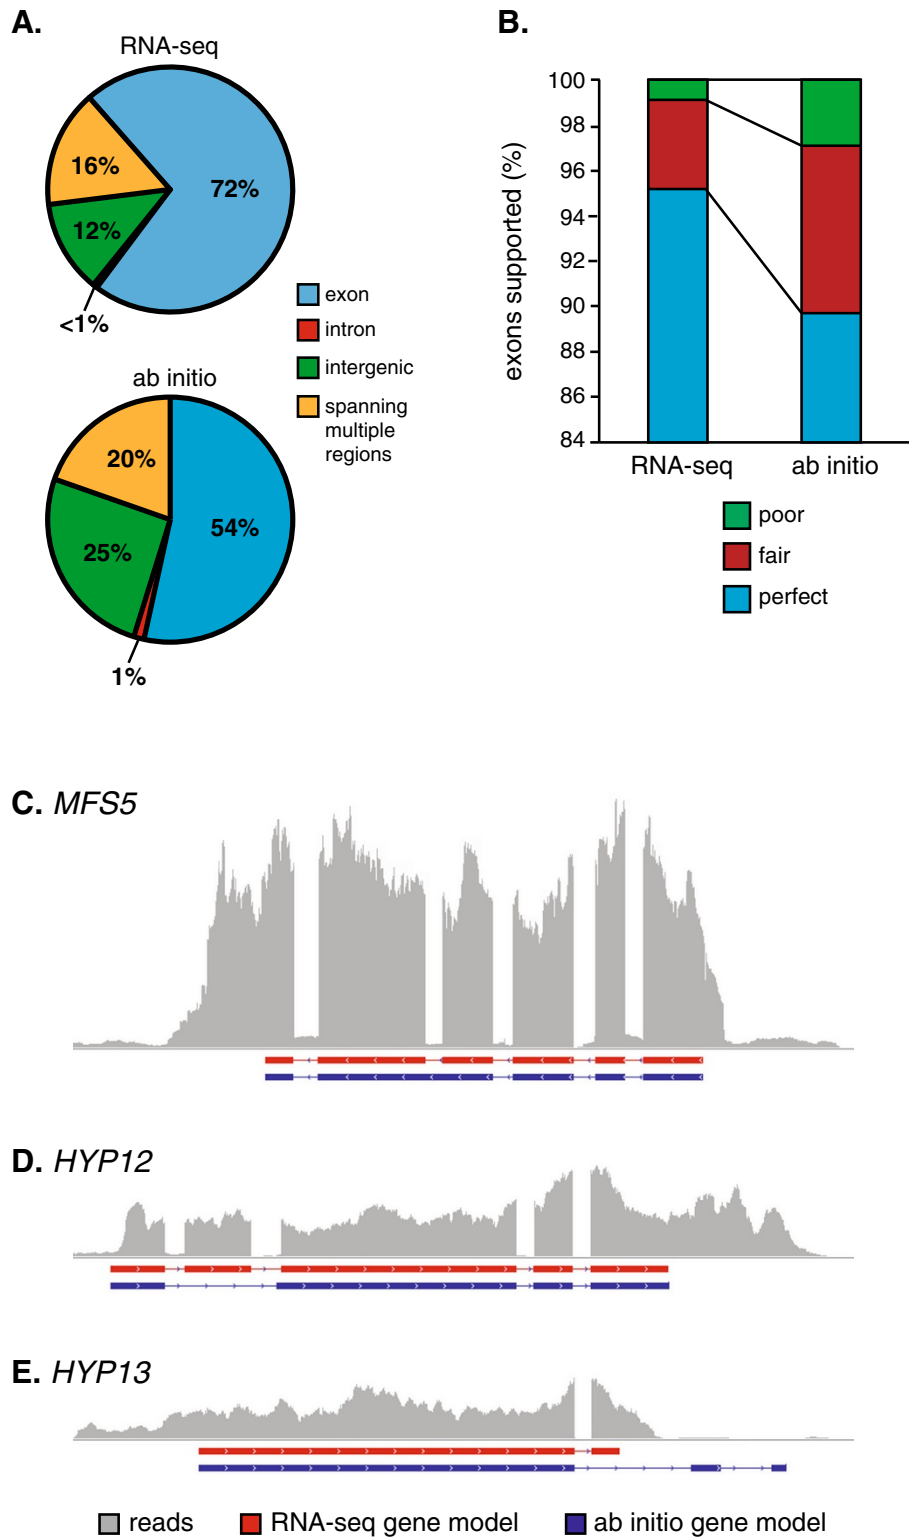 A.
RNA-seq
16%
72%
12%
<1%
exon
intron
intergenic
spanning
multiple
regions
ab initio
20%
54%
25%
1%
B.
exons supported (%)
100
98
96
94
92
90
88
86
84
RNA-seq
ab initio
poor
fair
perfect
C. MFS5
D. HYP12
E. HYP13
reads
RNA-seq gene model
ab initio gene model